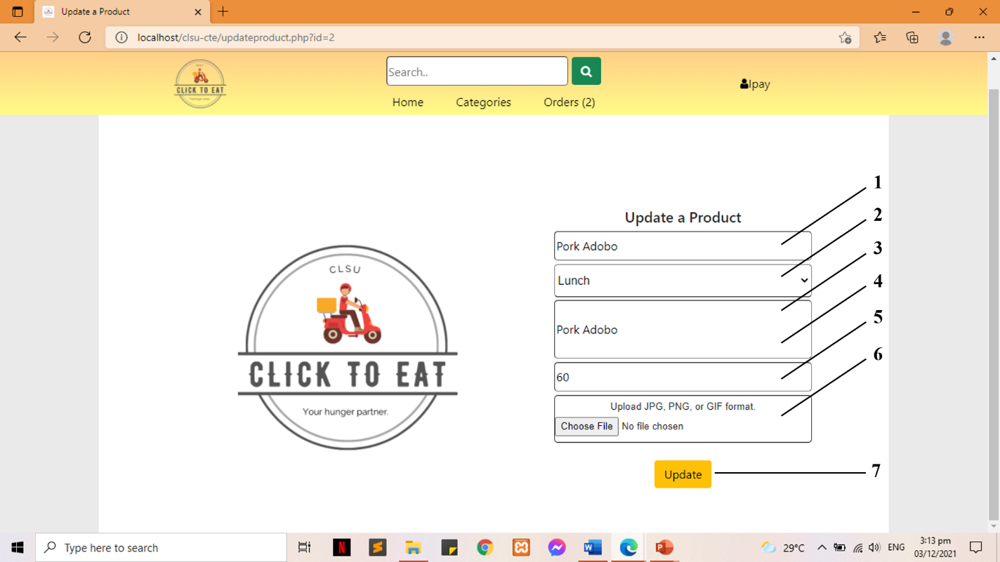 Update a Product
localhost/clsu-cte/updateproduct.php?id=2
CLICK TO EAT
Search..
Ipay
Home Categories Orders (2)
1
2
3
4
5
6
7
Update a Product
Pork Adobo
Lunch
Pork Adobo
60
Upload JPG, PNG, or GIF format.
Choose File No file chosen
Update
CLSU
CLICK TO EAT
Your hunger partner.
Type here to search
29°C
ENG
3:13 pm
03/12/2021